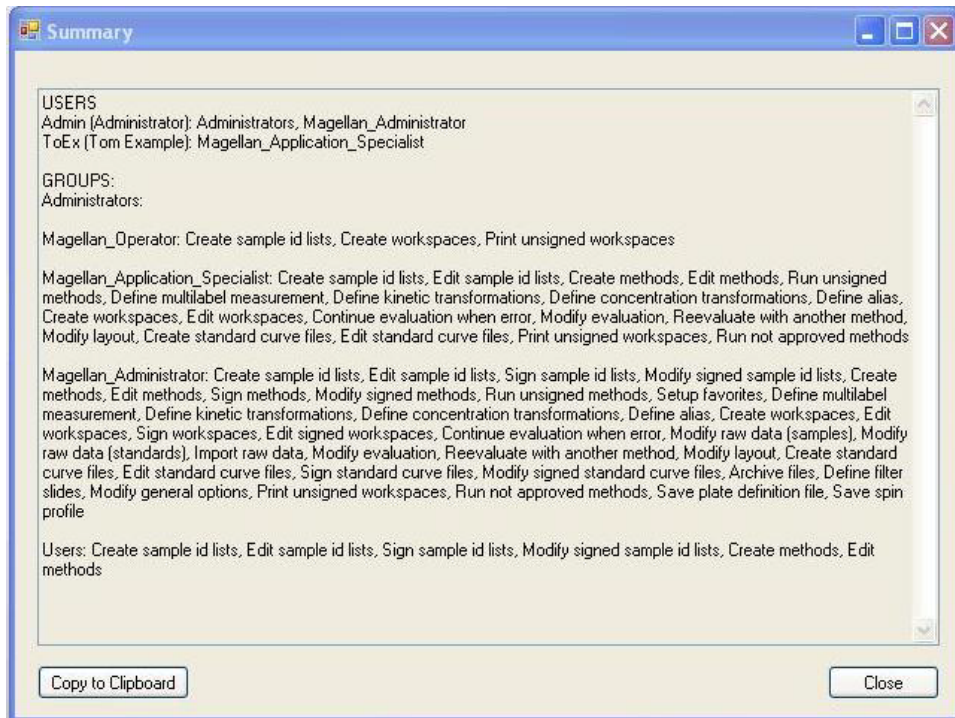 Summary
USERS
Admin (Administrator): Administrators, Magellan_Administrator
ToEx (Tom Example): Magellan_Application_Specialist
GROUPS:
Administrators:
Magellan_Operator: Create sample id lists, Create workspaces, Print unsigned workspaces
Magellan_Application_Specialist: Create sample id lists, Edit sample id lists, Create methods, Edit methods, Run unsigned
methods, Define multilabel measurement, Define kinetic transformations, Define concentration transformations, Define alias,
Create workspaces, Edit workspaces, Continue evaluation when error, Modify evaluation, Reevaluate with another method,
Modify layout, Create standard curve files, Edit standard curve files, Print unsigned workspaces, Run not approved methods
Magellan_Administrator: Create sample id lists, Edit sample id lists, Sign sample id lists, Modify signed sample id lists, Create
methods, Edit methods, Sign methods, Modify signed methods, Run unsigned methods, Setup favorites, Define multilabel
measurement, Define kinetic transformations, Define concentration transformations, Define alias, Create workspaces, Edit
workspaces, Sign workspaces, Edit signed workspaces, Continue evaluation when error, Modify raw data (samples), Modify
raw data (standards), Import raw data, Modify evaluation, Reevaluate with another method, Modify layout, Create standard
curve files, Edit standard curve files, Sign standard curve files, Modify signed standard curve files, Archive files, Define filter
slides, Modify general options, Print unsigned workspaces, Run not approved methods, Save plate definition file, Save spin
profile
Users: Create sample id lists, Edit sample id lists, Sign sample id lists, Modify signed sample id lists, Create methods, Edit
methods
Copy to Clipboard
Close